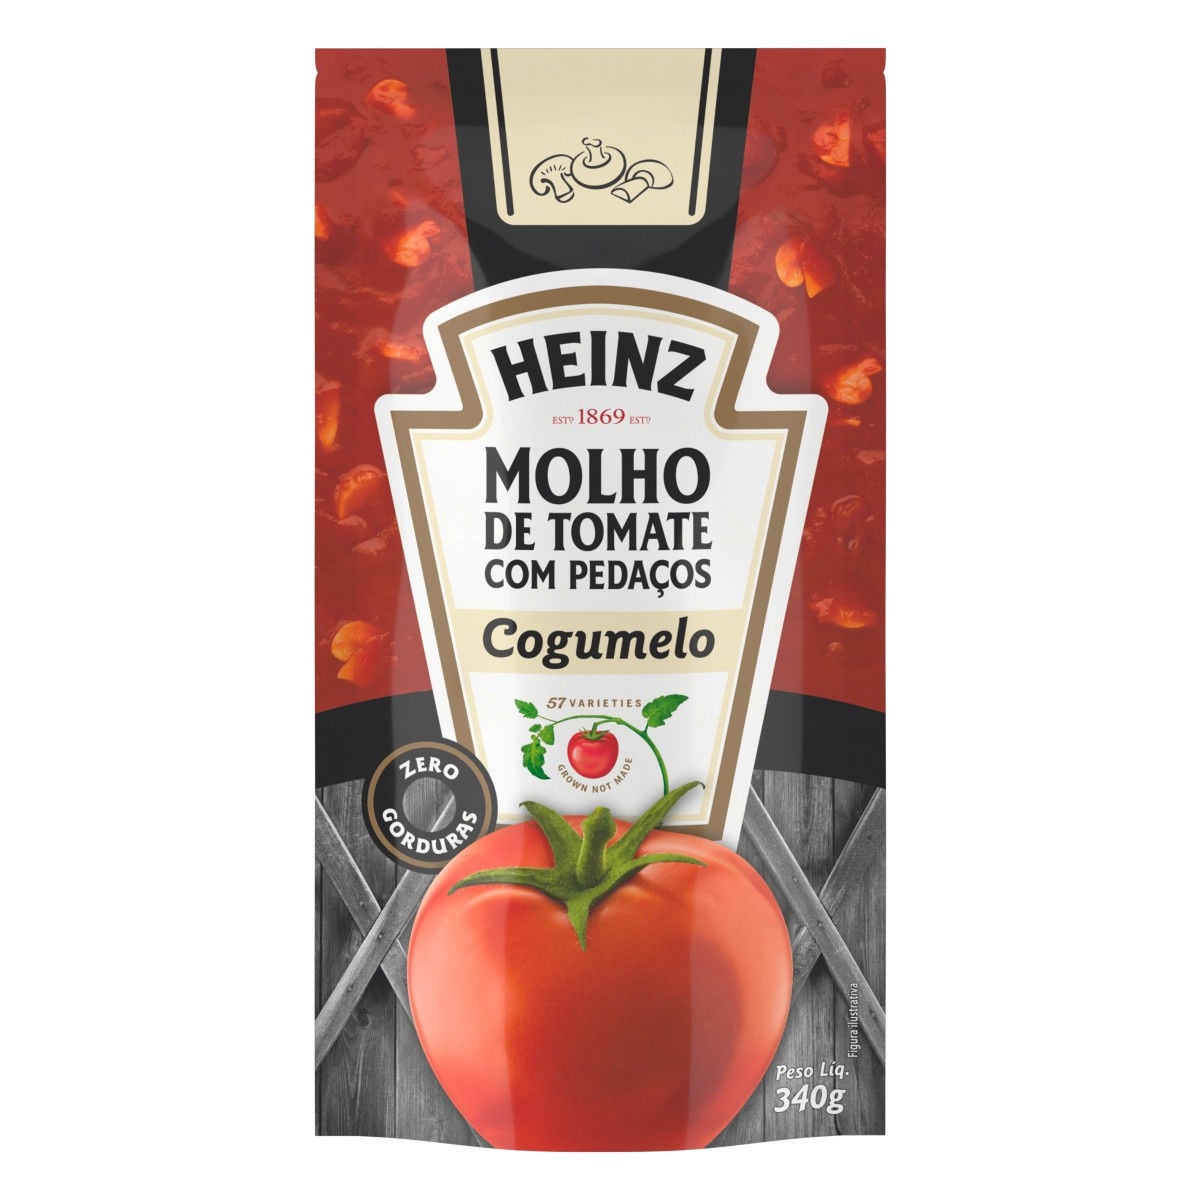 HEINZ
ESTD 1869 ESTD
MOLHO
DE TOMATE
COM PEDAÇOS
Cogumelo
57 VARIETIES
GROWN NOT MADE
ZERO
GORDURAS
Figura ilustrativa
Peso Líq.
340g